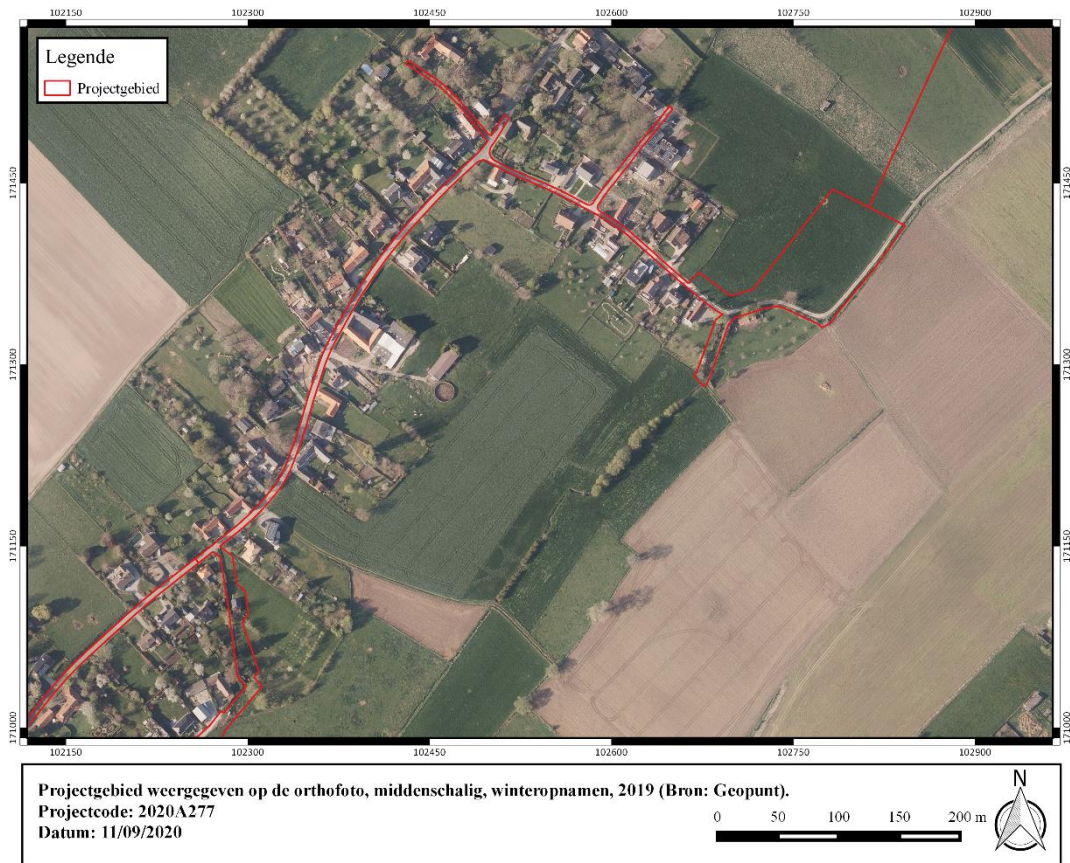 102150 102300 102450 102600 102750 102900
Legende
Projectgebied
171450 171450
171300 171300
171150 171150
171000 171000
102150 102300 102450 102600 102750 102900
Projectgebied weergegeven op de orthofoto, middenschalig, winteropnamen, 2019 (Bron: Geopunt).
Projectcode: 2020A277
Datum: 11/09/2020
0 50 100 150 200 m
N